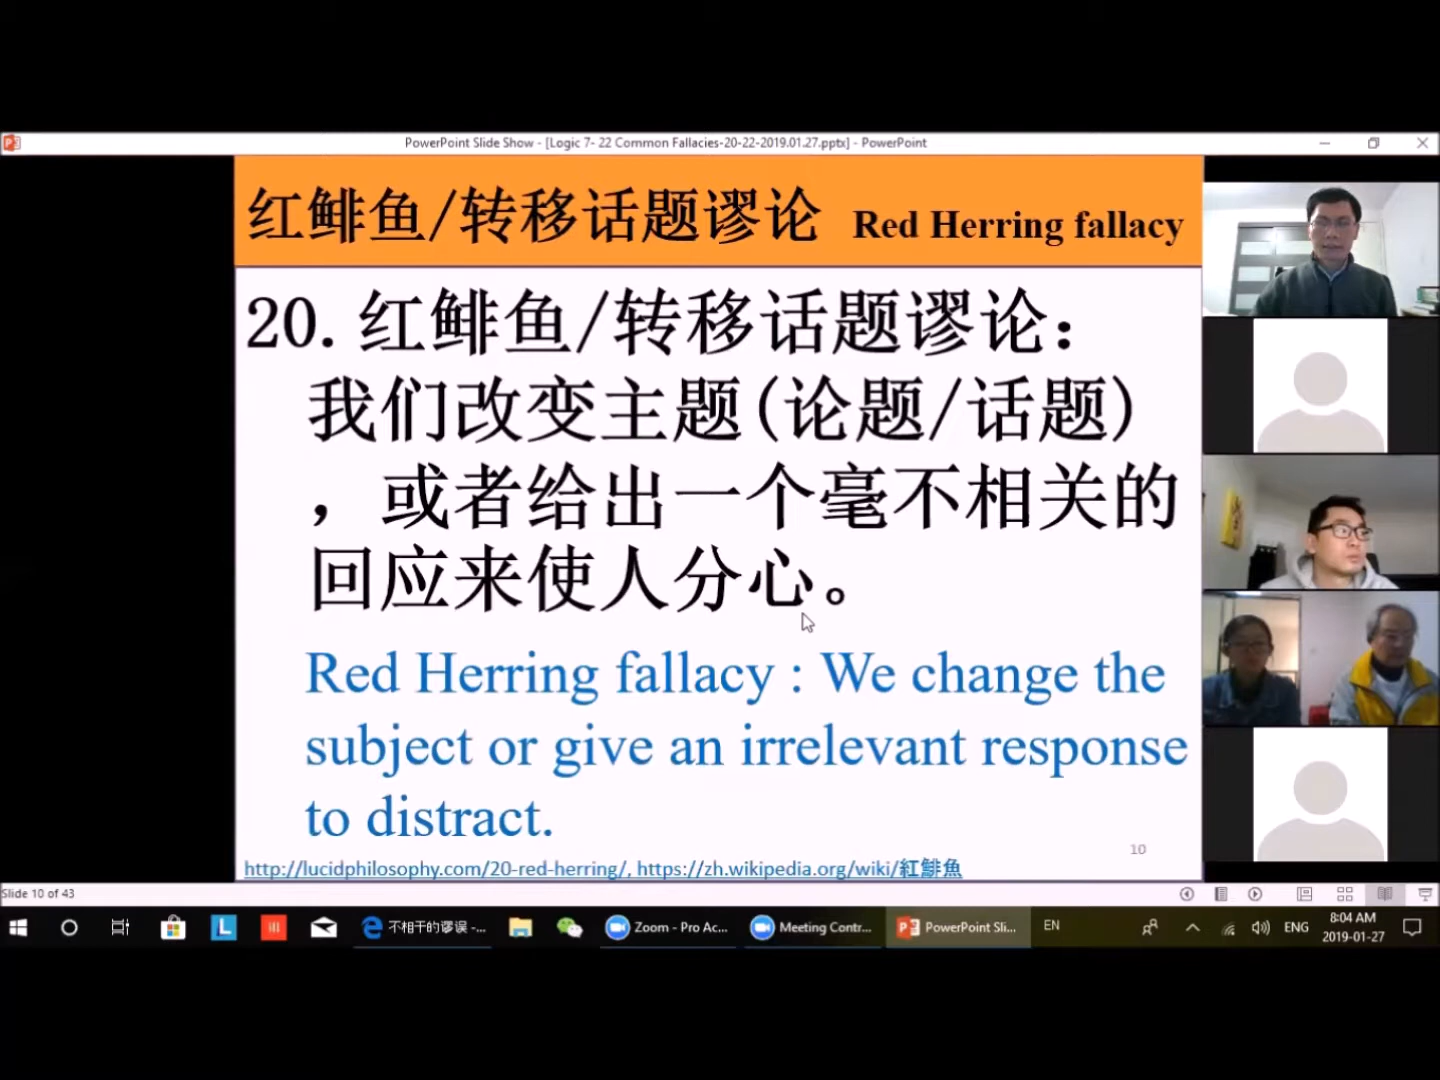 PowerPoint Slide Show - [Logic 7- 22 Common Fallacies-20-22-2019.01.27.pptx] - PowerPoint
红鲱鱼/转移话题谬论 Red Herring fallacy
20. 红鲱鱼/转移话题谬论：
我们改变主题(论题/话题)
，或者给出一个毫不相关的
回应来使人分心。
Red Herring fallacy : We change the
subject or give an irrelevant response
to distract.
10
http://lucidphilosophy.com/20-red-herring/, https://zh.wikipedia.org/wiki/紅鯡魚
Slide 10 of 43
不相干的谬误 -...
Zoom - Pro Ac...
Meeting Contr...
PowerPoint Sli...
EN
ENG
8:04 AM
2019-01-27